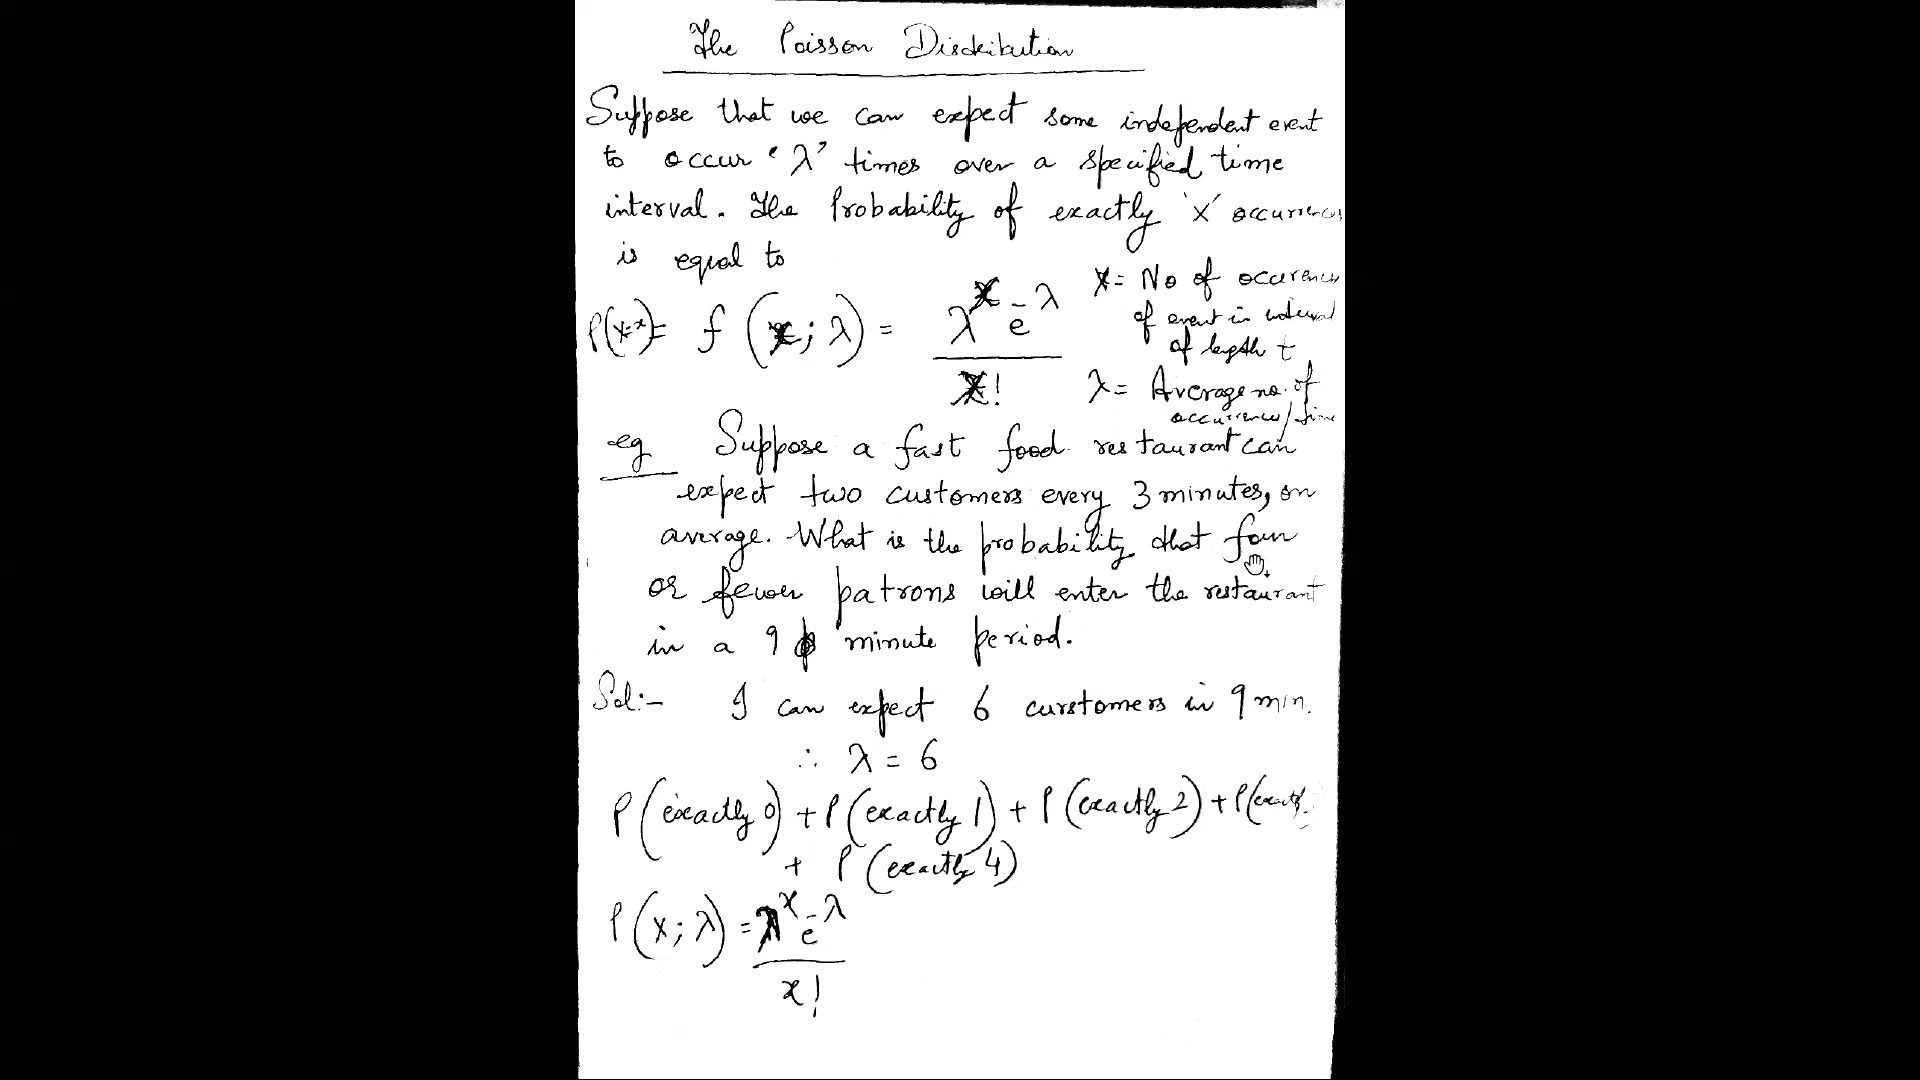 The Poisson Distribution
Suppose that we can expect some independent event
to occur 'λ' times over a specified time
interval. The Probability of exactly 'x' occurrences
is equal to
P(X=x) = f(x; λ) = λ^x e^-λ / x!
x = No of occurences
of event in interval
of length t
λ = Average no. of
occurrence/time
eg Suppose a fast food restaurant can
expect two customers every 3 minutes, on
average. What is the probability that four
or fewer patrons will enter the restaurant
in a 9 minute period.
Sol:- I can expect 6 curstomers in 9 min.
∴ λ = 6
P(exactly 0) + P(exactly 1) + P(exactly 2) + P(exactly
+ P(exactly 4)
P(x; λ) = λ^x e^-λ / x!